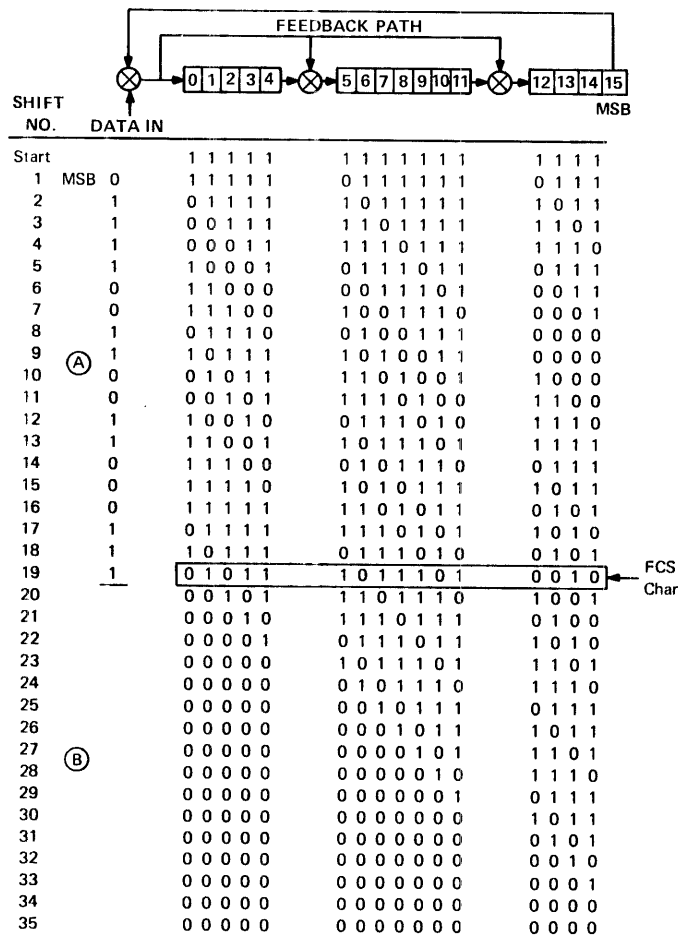 FEEDBACK PATH
0 1 2 3 4 5 6 7 8 9 10 11 12 13 14 15
MSB
SHIFT
NO. DATA IN
Start 1 1 1 1 1 1 1 1 1 1 1 1 1 1 1 1
1 MSB 0 1 1 1 1 1 0 1 1 1 1 1 1 0 1 1 1
2 1 0 1 1 1 1 1 0 1 1 1 1 1 1 0 1 1
3 1 0 0 1 1 1 1 1 0 1 1 1 1 1 1 0 1
4 1 0 0 0 1 1 1 1 1 0 1 1 1 1 1 1 0
5 1 1 0 0 0 1 0 1 1 1 0 1 1 0 1 1 1
6 0 1 1 0 0 0 0 0 1 1 1 0 1 0 0 1 1
7 0 1 1 1 0 0 1 0 0 1 1 1 0 0 0 0 1
8 1 0 1 1 1 0 0 1 0 0 1 1 1 0 0 0 0
9 1 1 0 1 1 1 1 0 1 0 0 1 1 0 0 0 0
A
10 0 0 1 0 1 1 1 1 0 1 0 0 1 1 0 0 0
11 0 0 0 1 0 1 1 1 1 0 1 0 0 1 1 0 0
12 1 1 0 0 1 0 0 1 1 1 0 1 0 1 1 1 0
13 1 1 1 0 0 1 1 0 1 1 1 0 1 1 1 1 1
14 0 1 1 1 0 0 0 1 0 1 1 1 0 0 1 1 1
15 0 1 1 1 1 0 1 0 1 0 1 1 1 1 0 1 1
16 0 1 1 1 1 1 1 1 0 1 0 1 1 0 1 0 1
17 1 0 1 1 1 1 1 1 1 0 1 0 1 1 0 1 0
18 1 1 0 1 1 1 0 1 1 1 0 1 0 0 1 0 1
19 1 0 1 0 1 1 1 0 1 1 1 0 1 0 0 1 0 FCS
Char
20 0 0 1 0 1 1 1 0 1 1 1 0 1 0 0 1
21 0 0 0 1 0 1 1 1 0 1 1 1 0 1 0 0
22 0 0 0 0 1 0 1 1 1 0 1 1 1 0 1 0
23 0 0 0 0 0 1 0 1 1 1 0 1 1 1 0 1
24 0 0 0 0 0 0 1 0 1 1 1 0 1 1 1 0
25 0 0 0 0 0 0 0 1 0 1 1 1 0 1 1 1
26 0 0 0 0 0 0 0 0 1 0 1 1 1 0 1 1
27 0 0 0 0 0 0 0 0 0 1 0 1 1 1 0 1
B
28 0 0 0 0 0 0 0 0 0 0 1 0 1 1 1 0
29 0 0 0 0 0 0 0 0 0 0 0 1 0 1 1 1
30 0 0 0 0 0 0 0 0 0 0 0 0 1 0 1 1
31 0 0 0 0 0 0 0 0 0 0 0 0 0 1 0 1
32 0 0 0 0 0 0 0 0 0 0 0 0 0 0 1 0
33 0 0 0 0 0 0 0 0 0 0 0 0 0 0 0 1
34 0 0 0 0 0 0 0 0 0 0 0 0 0 0 0 0
35 0 0 0 0 0 0 0 0 0 0 0 0 0 0 0 0